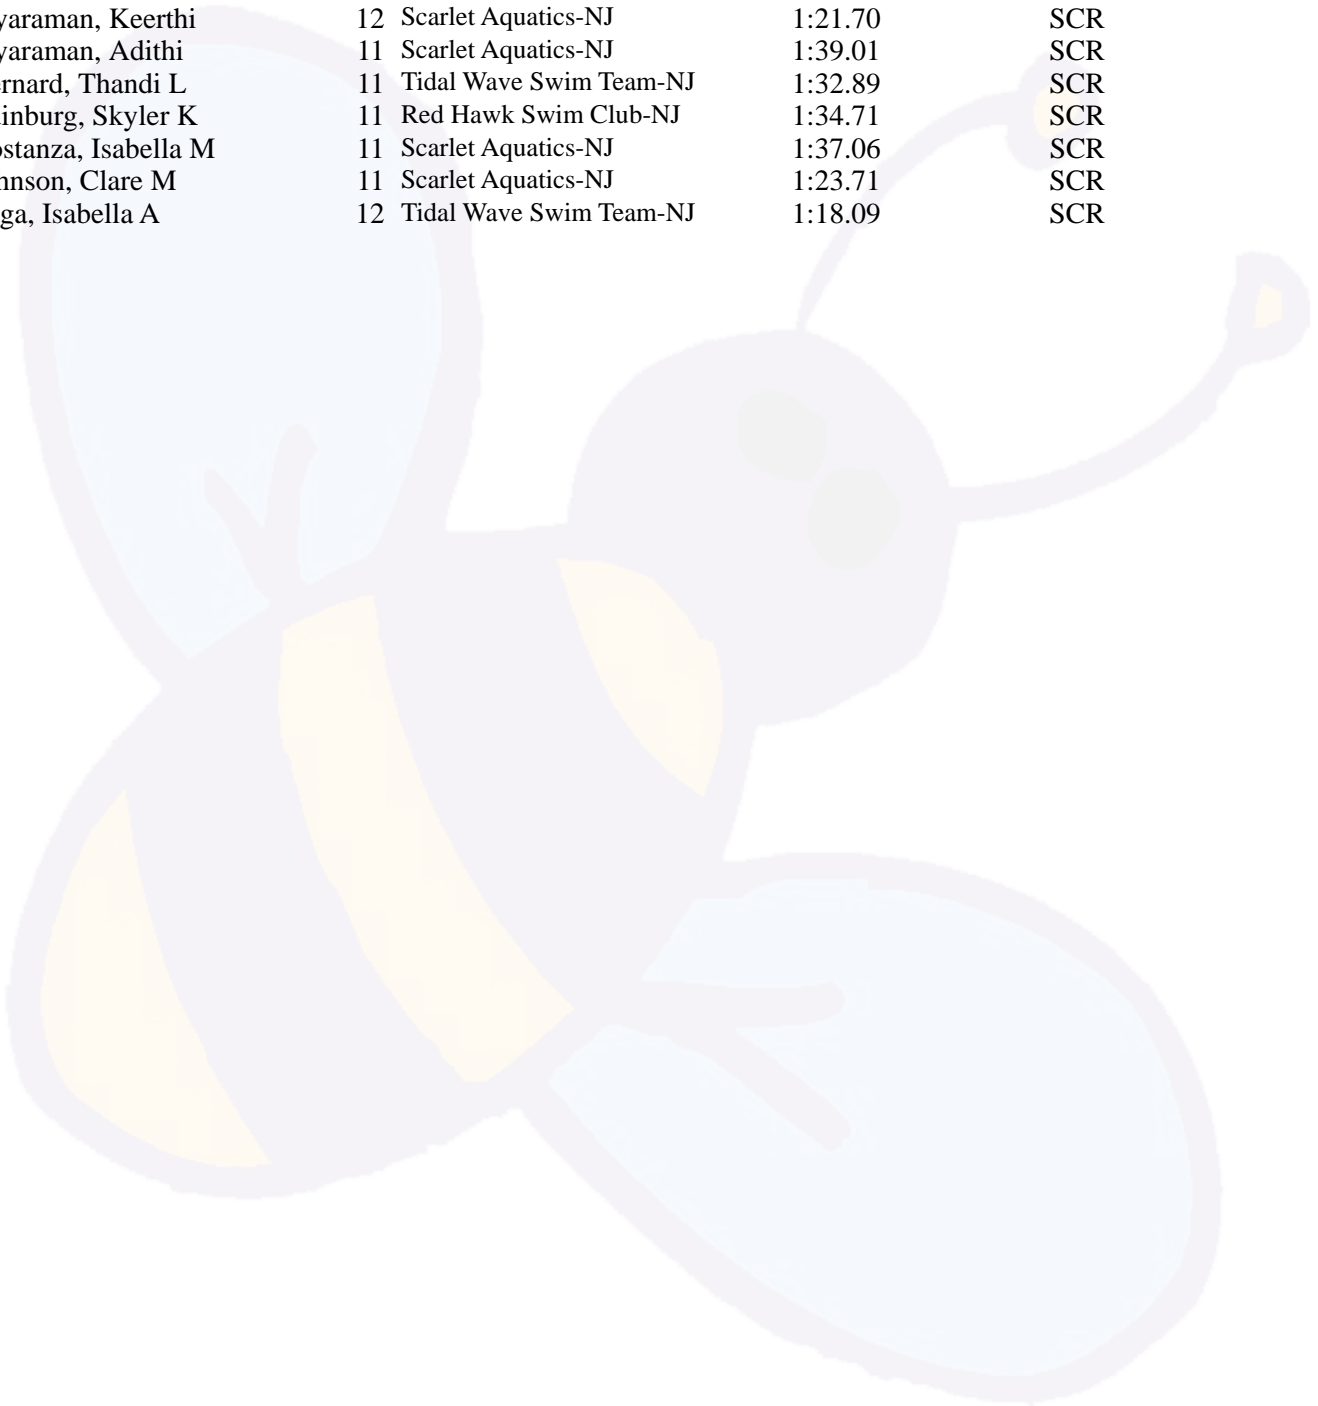 yaraman, Keerthi 12 Scarlet Aquatics-NJ 1:21.70 SCR
yaraman, Adithi 11 Scarlet Aquatics-NJ 1:39.01 SCR
ernard, Thandi L 11 Tidal Wave Swim Team-NJ 1:32.89 SCR
inburg, Skyler K 11 Red Hawk Swim Club-NJ 1:34.71 SCR
ostanza, Isabella M 11 Scarlet Aquatics-NJ 1:37.06 SCR
hnson, Clare M 11 Scarlet Aquatics-NJ 1:23.71 SCR
ga, Isabella A 12 Tidal Wave Swim Team-NJ 1:18.09 SCR